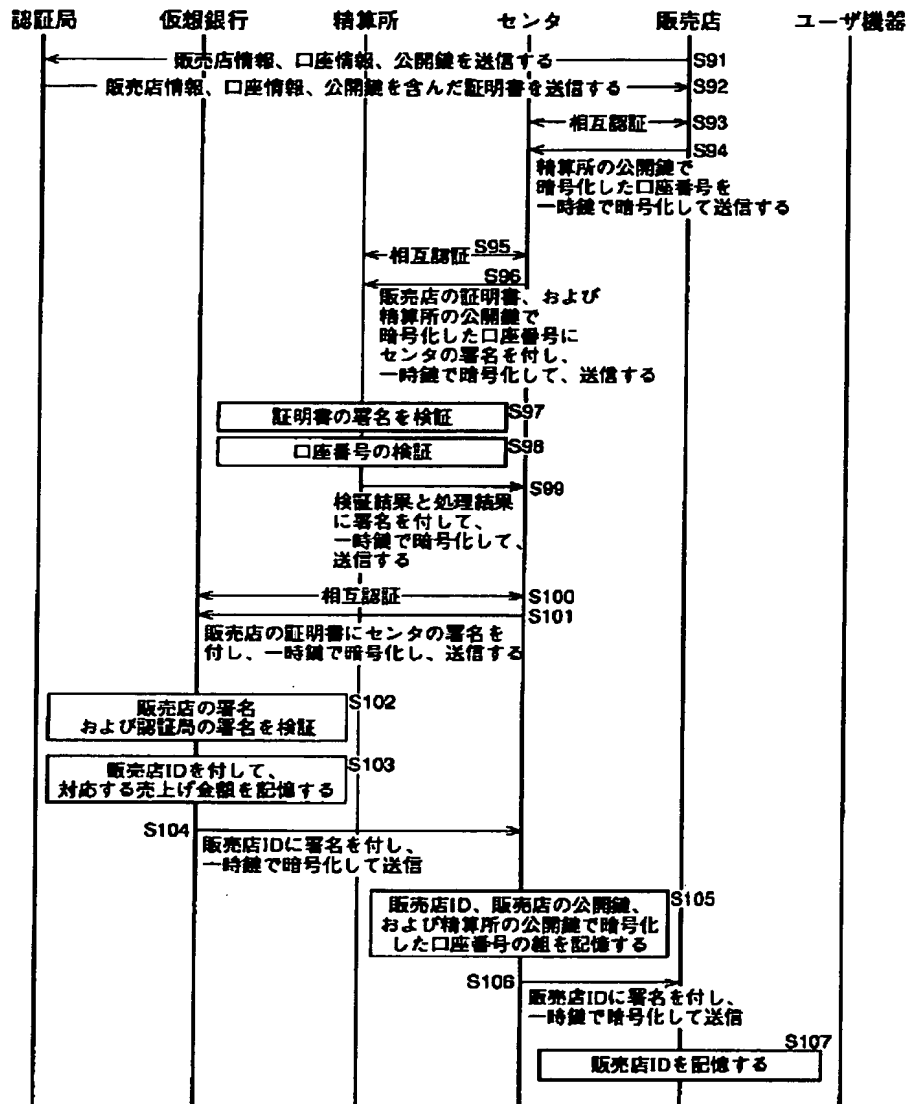 認証局 仮想銀行 精算所 センタ 販売店 ユーザ機器
販売店情報、口座情報、公開鍵を送信する S91
販売店情報、口座情報、公開鍵を含んだ証明書を送信する S92
相互認証 S93
S94
精算所の公開鍵で
暗号化した口座番号を
一時鍵で暗号化して送信する
相互認証 S95
S96
販売店の証明書、および
精算所の公開鍵で
暗号化した口座番号に
センタの署名を付し、
一時鍵で暗号化して、送信する
証明書の署名を検証 S97
口座番号の検証 S98
S99
検証結果と処理結果
に署名を付して、
一時鍵で暗号化して、
送信する
相互認証 S100
S101
販売店の証明書にセンタの署名を
付し、一時鍵で暗号化し、送信する
販売店の署名 S102
および認証局の署名を検証
販売店IDを付して、 S103
対応する売上げ金額を記憶する
S104
販売店IDに署名を付し、
一時鍵で暗号化して送信
販売店ID、販売店の公開鍵、 S105
および精算所の公開鍵で暗号化
した口座番号の組を記憶する
S106
販売店IDに署名を付し、
一時鍵で暗号化して送信
S107
販売店IDを記憶する